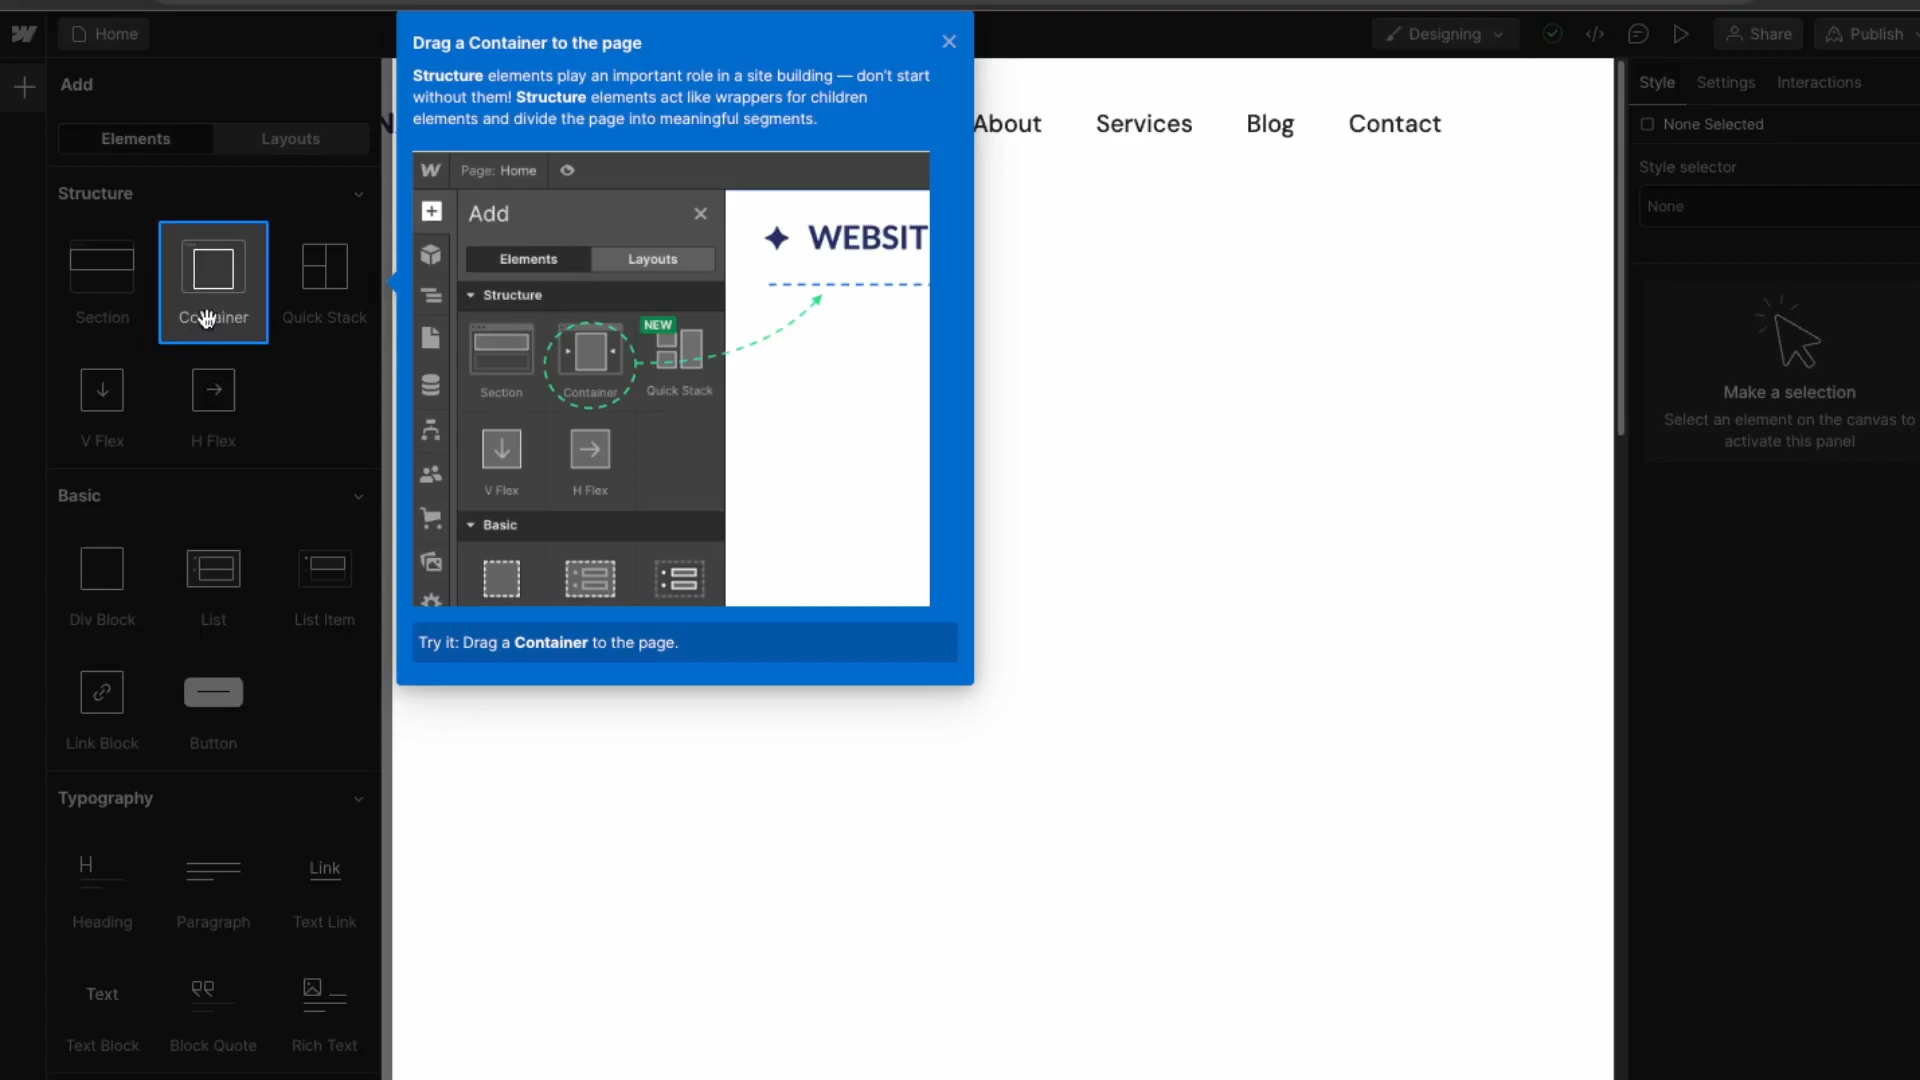 Home
Designing
Share
Publish
Add
Elements
Layouts
Structure
Section
Container
Quick Stack
V Flex
H Flex
Basic
Div Block
List
List Item
Link Block
Button
Typography
H
Heading
Paragraph
Link
Text Link
Text
Text Block
Block Quote
Rich Text
Drag a Container to the page
Structure elements play an important role in a site building — don't start
without them! Structure elements act like wrappers for children
elements and divide the page into meaningful segments.
Page: Home
Add
Elements
Layouts
Structure
NEW
Section
Container
Quick Stack
V Flex
H Flex
Basic
WEBSIT
Try it: Drag a Container to the page.
About
Services
Blog
Contact
Style
Settings
Interactions
None Selected
Style selector
None
Make a selection
Select an element on the canvas to
activate this panel